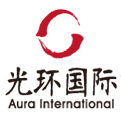 光环国际
Aura International